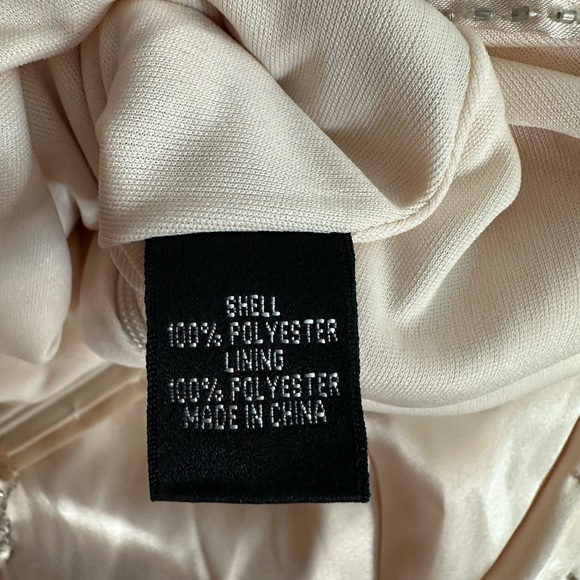 SHELL
100% POLYESTER
LINING
100% POLYESTER
MADE IN CHINA